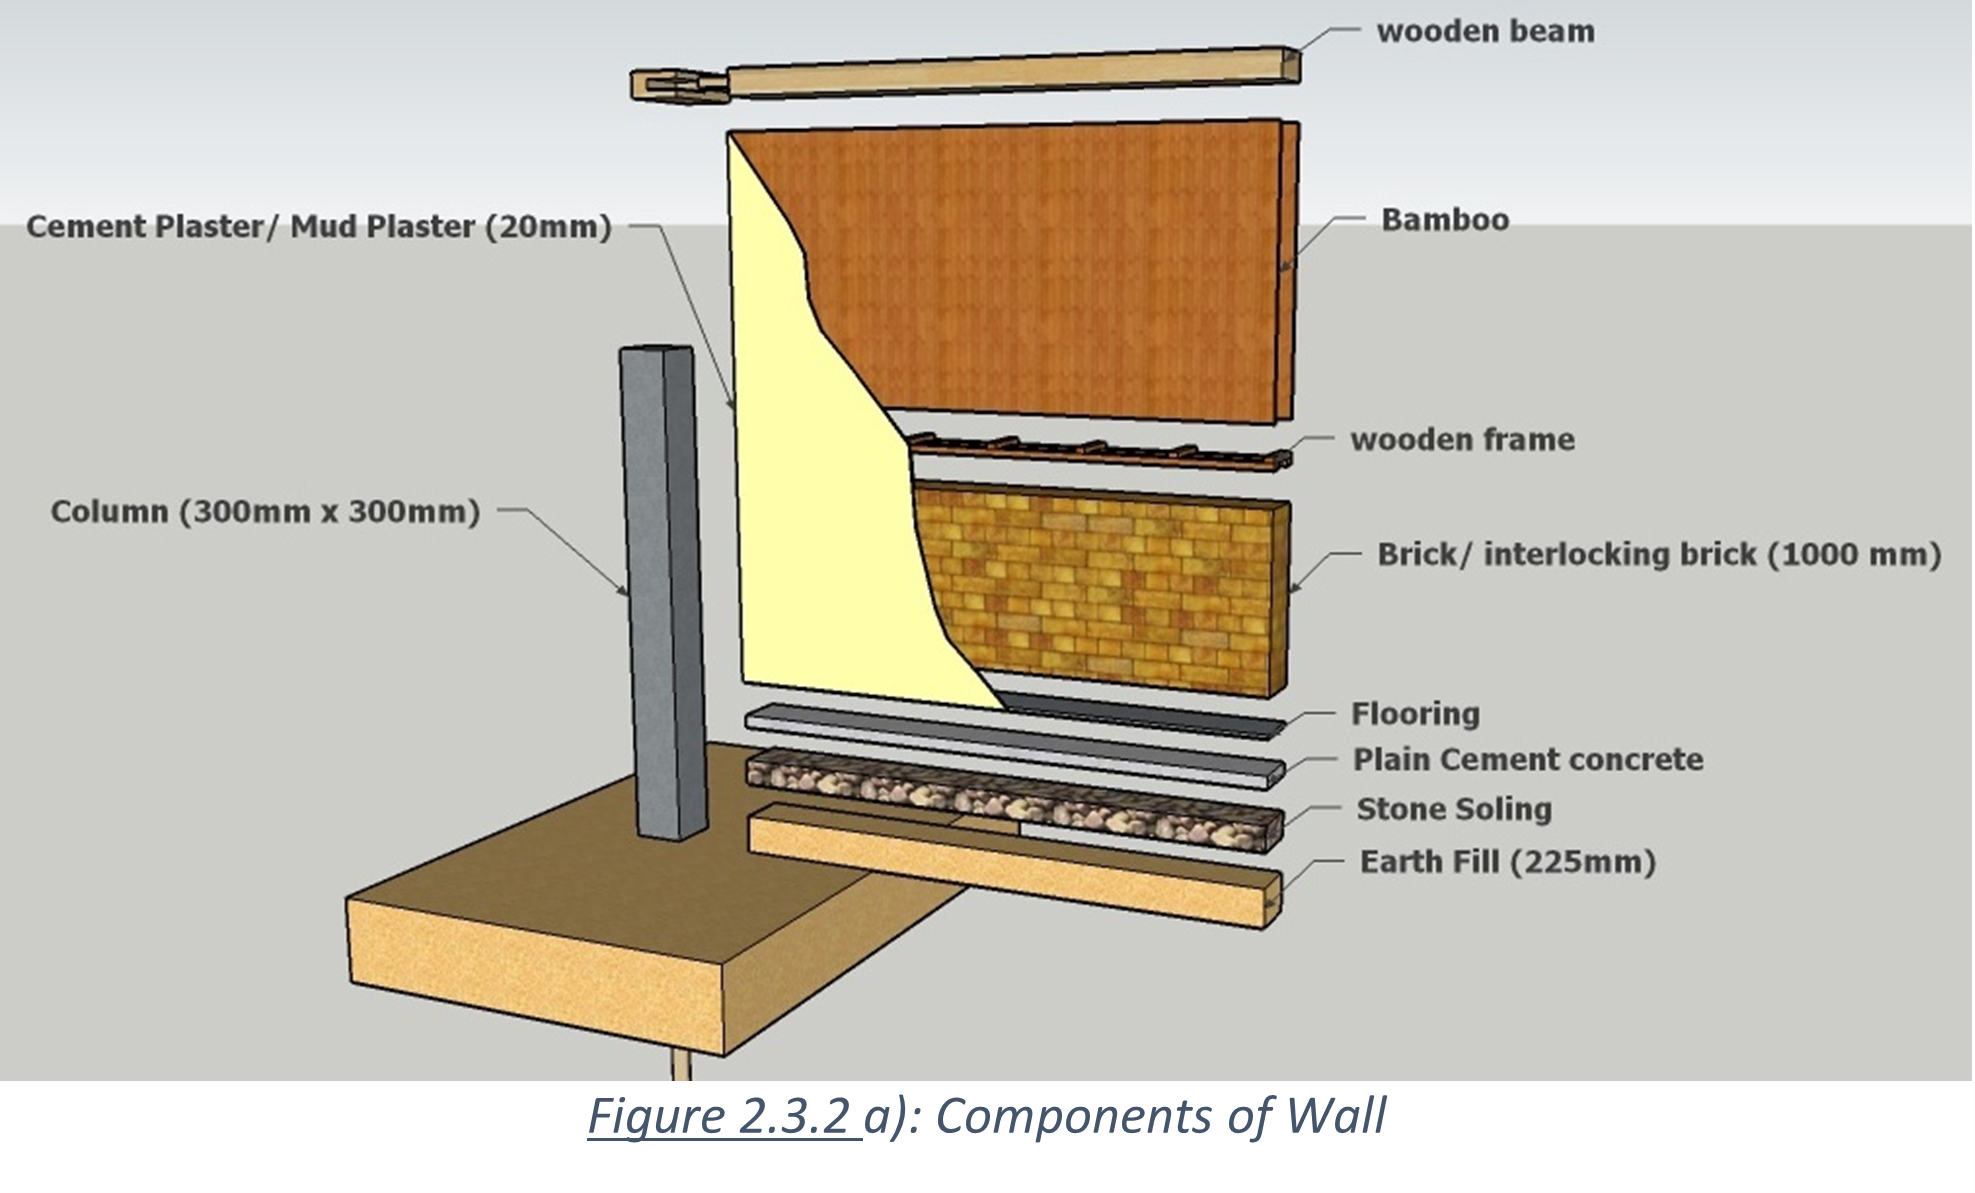 wooden beam
Cement Plaster/ Mud Plaster (20mm)
Bamboo
wooden frame
Column (300mm x 300mm)
Brick/ interlocking brick (1000 mm)
Flooring
Plain Cement concrete
Stone Soling
Earth Fill (225mm)
Figure 2.3.2 a): Components of Wall